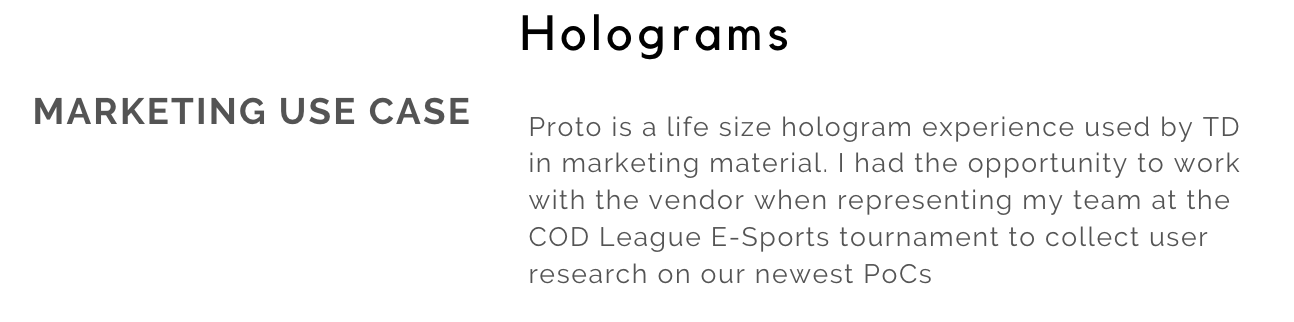 Holograms
MARKETING USE CASE
Proto is a life size hologram experience used by TD
in marketing material. I had the opportunity to work
with the vendor when representing my team at the
COD League E-Sports tournament to collect user
research on our newest PoCs